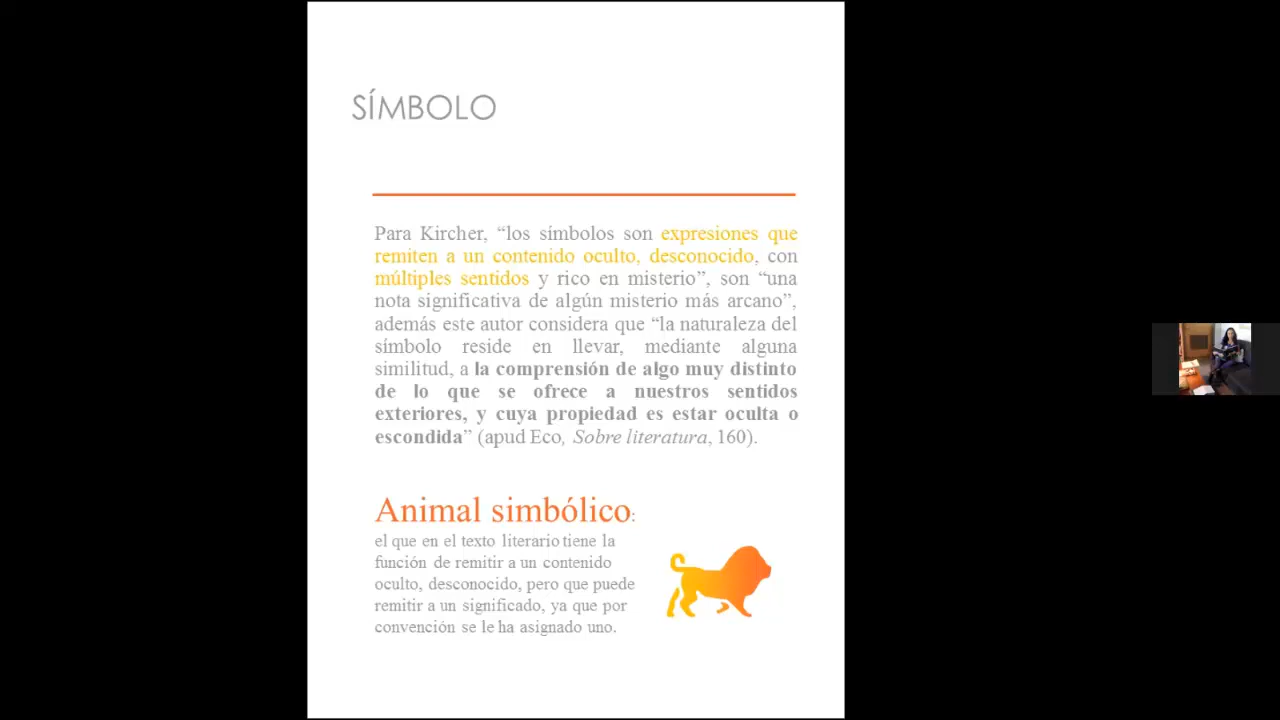 SÍMBOLO
Para Kircher, “los símbolos son expresiones que
remiten a un contenido oculto, desconocido, con
múltiples sentidos y rico en misterio”, son “una
nota significativa de algún misterio más arcano”,
además este autor considera que “la naturaleza del
símbolo reside en llevar, mediante alguna
similitud, a la comprensión de algo muy distinto
de lo que se ofrece a nuestros sentidos
exteriores, y cuya propiedad es estar oculta o
escondida” (apud Eco, Sobre literatura, 160).
Animal simbólico:
el que en el texto literario tiene la
función de remitir a un contenido
oculto, desconocido, pero que puede
remitir a un significado, ya que por
convención se le ha asignado uno.